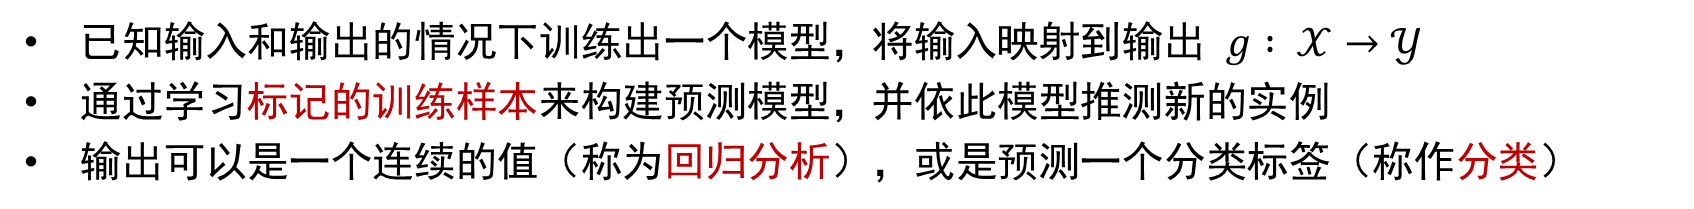 • 已知输入和输出的情况下训练出一个模型，将输入映射到输出 g : 𝒳 → 𝒴
• 通过学习标记的训练样本来构建预测模型，并依此模型推测新的实例
• 输出可以是一个连续的值（称为回归分析），或是预测一个分类标签（称作分类）